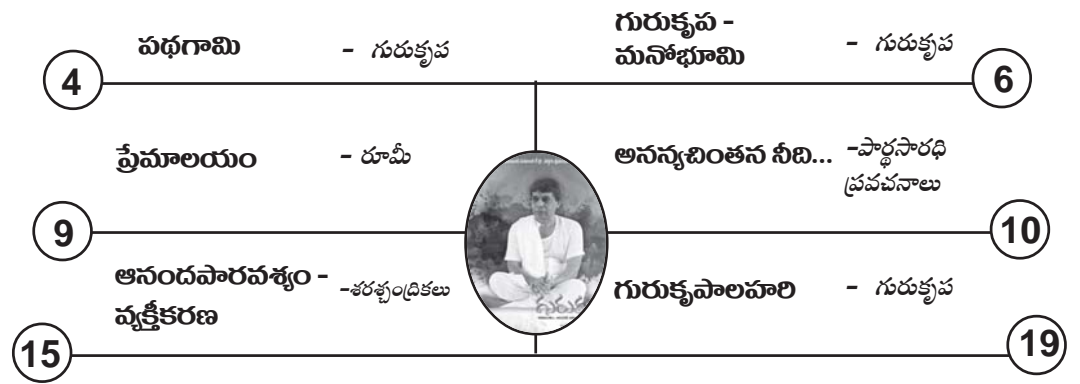 పథగామి - గురుకృప
4
గురుకృప -
మనోభూమి - గురుకృప
6
ప్రేమాలయం - రూమీ
9
అనన్యచింతన నీది... -పార్థసారథి
ప్రవచనాలు
10
ఆనందపారవశ్యం - -శరశ్చంద్రికలు
వ్యక్తీకరణ
15
గురుకృపాలహరి - గురుకృప
19